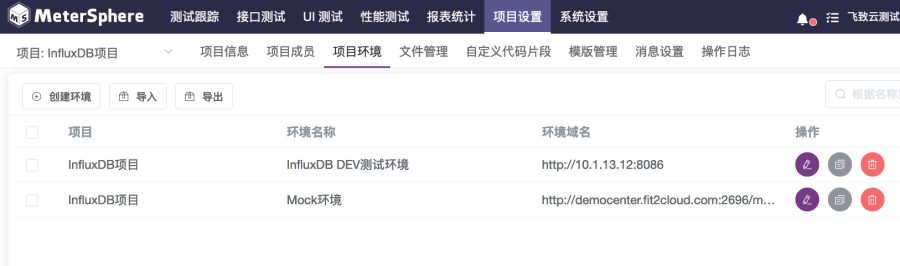 MeterSphere 测试跟踪 接口测试 UI 测试 性能测试 报表统计 项目设置 系统设置 飞致云测试
项目: InfluxDB项目 项目信息 项目成员 项目环境 文件管理 自定义代码片段 模版管理 消息设置 操作日志
创建环境 导入 导出 根据名称
项目 环境名称 环境域名 操作
InfluxDB项目 InfluxDB DEV测试环境 http://10.1.13.12:8086
InfluxDB项目 Mock环境 http://democenter.fit2cloud.com:2696/m...